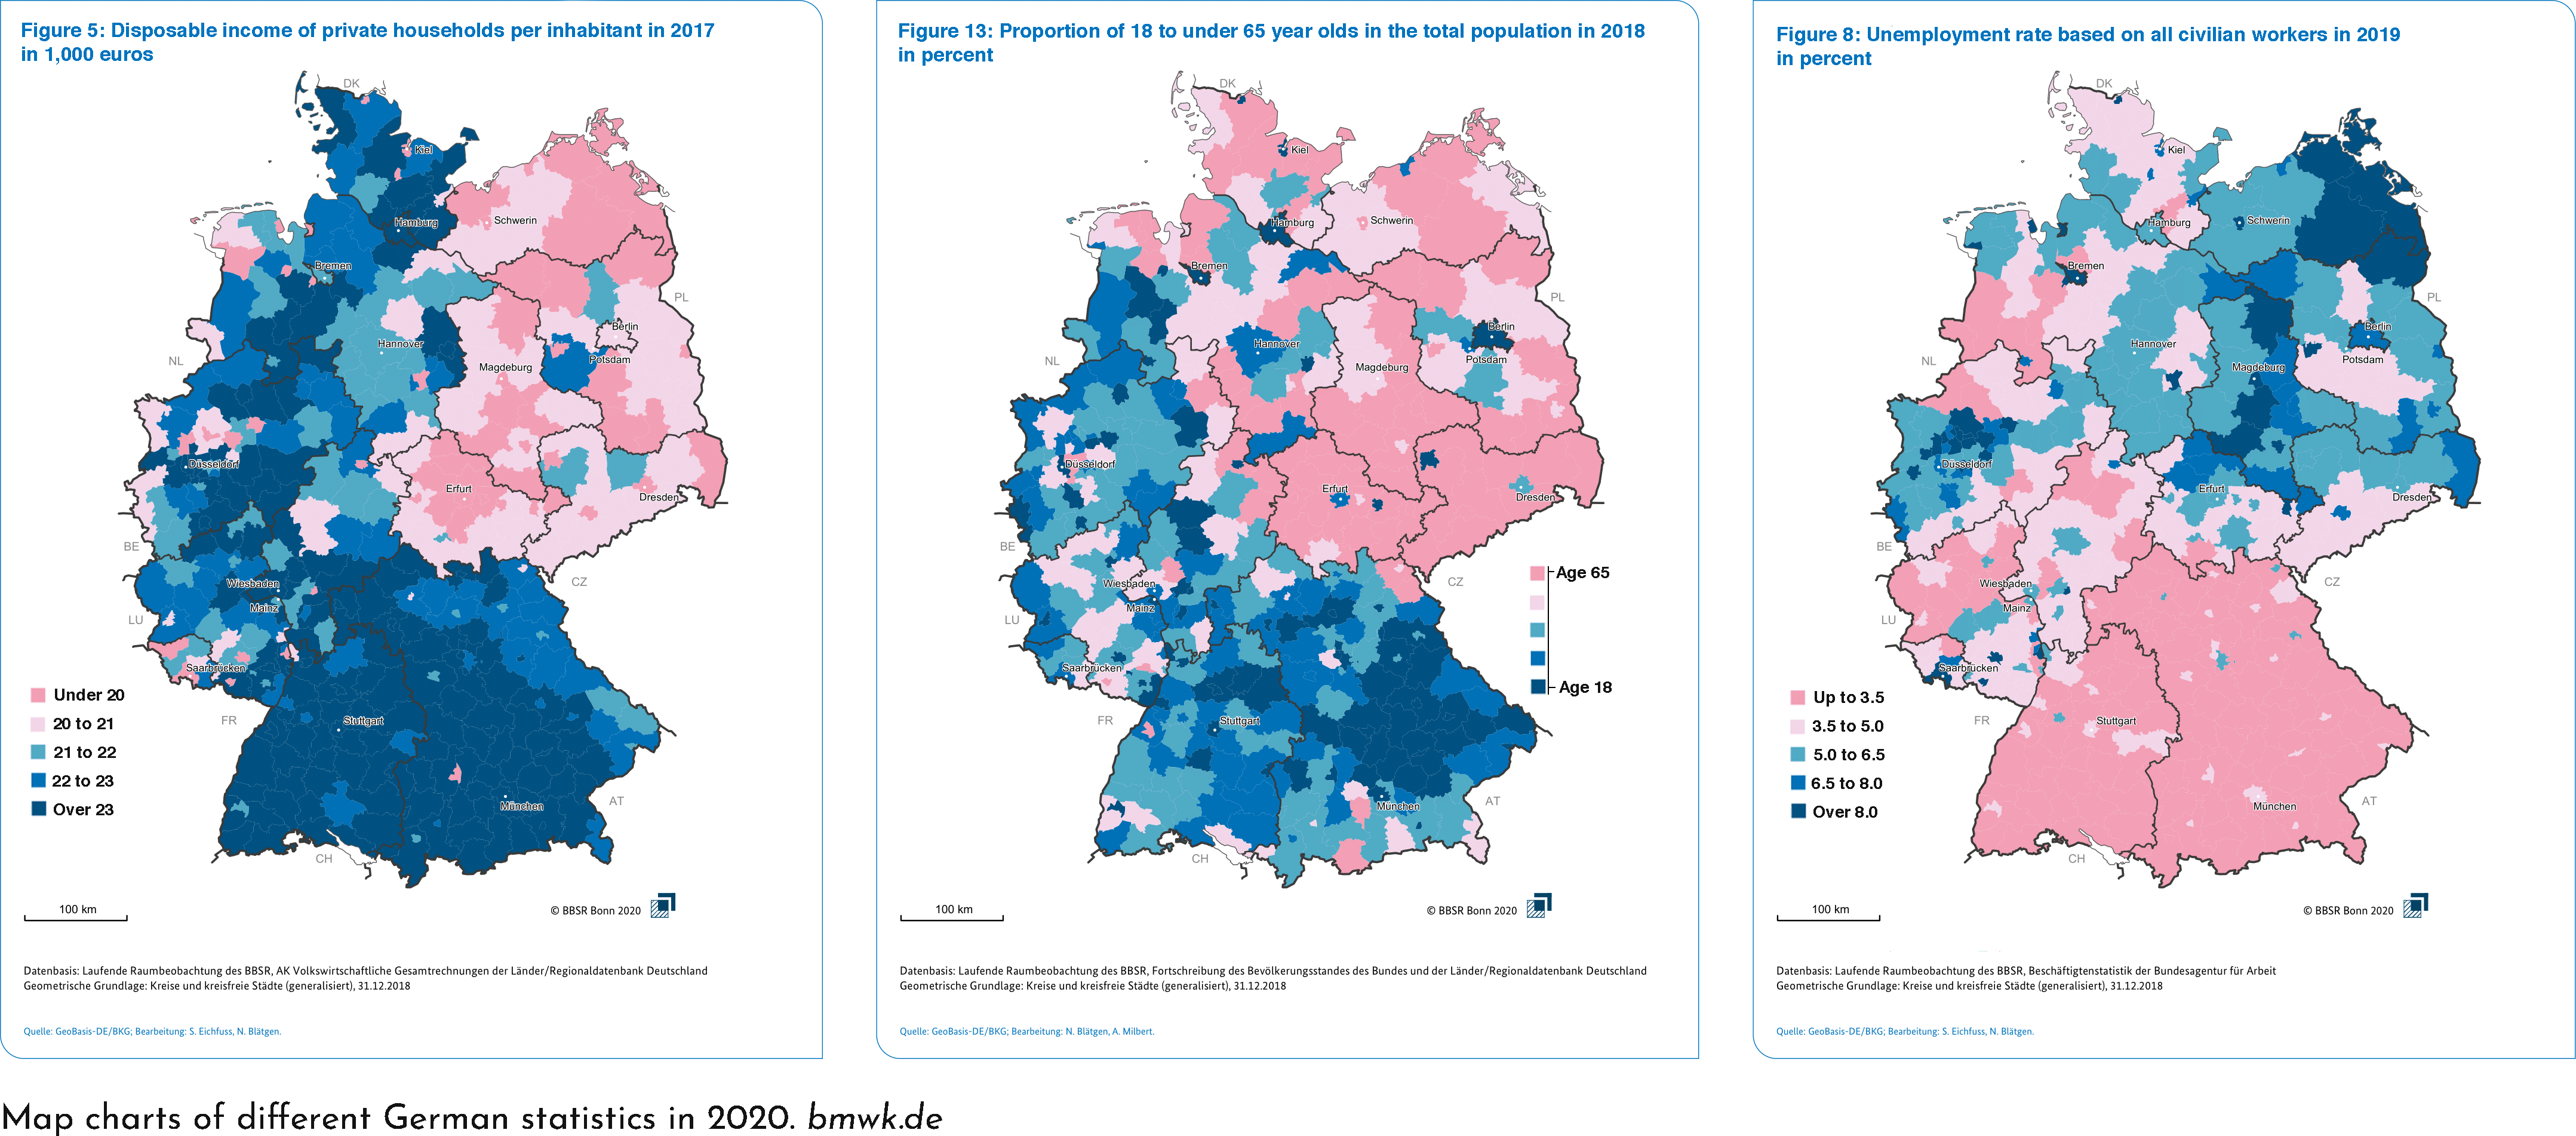 Figure 5: Disposable income of private households per inhabitant in 2017
in 1,000 euros
DK
Kiel
Hamburg
Schwerin
Bremen
PL
Berlin
Hannover
NL
Potsdam
Magdeburg
Düsseldorf
Erfurt
Dresden
BE
Wiesbaden
CZ
Mainz
LU
Saarbrücken
Under 20
20 to 21
FR
Stuttgart
21 to 22
22 to 23
Over 23
München
AT
CH
100 km
© BBSR Bonn 2020
Datenbasis: Laufende Raumbeobachtung des BBSR, AK Volkswirtschaftliche Gesamtrechnungen der Länder/Regionaldatenbank Deutschland
Geometrische Grundlage: Kreise und kreisfreie Städte (generalisiert), 31.12.2018
Quelle: GeoBasis-DE/BKG; Bearbeitung: S. Eichfuss, N. Blätgen.
Figure 13: Proportion of 18 to under 65 year olds in the total population in 2018
in percent
DK
Kiel
Hamburg
Schwerin
Bremen
PL
Berlin
Hannover
NL
Potsdam
Magdeburg
Düsseldorf
Erfurt
Dresden
BE
Age 65
Wiesbaden
CZ
Mainz
LU
Saarbrücken
Age 18
FR
Stuttgart
München
AT
CH
100 km
© BBSR Bonn 2020
Datenbasis: Laufende Raumbeobachtung des BBSR, Fortschreibung des Bevölkerungsstandes des Bundes und der Länder/Regionaldatenbank Deutschland
Geometrische Grundlage: Kreise und kreisfreie Städte (generalisiert), 31.12.2018
Quelle: GeoBasis-DE/BKG; Bearbeitung: N. Blätgen, A. Milbert.
Figure 8: Unemployment rate based on all civilian workers in 2019
in percent
DK
Kiel
Hamburg
Schwerin
Bremen
PL
Berlin
Hannover
NL
Potsdam
Magdeburg
Düsseldorf
Erfurt
Dresden
BE
Wiesbaden
CZ
Mainz
LU
Saarbrücken
Up to 3.5
FR
Stuttgart
3.5 to 5.0
5.0 to 6.5
6.5 to 8.0
Over 8.0
München
AT
CH
100 km
© BBSR Bonn 2020
Datenbasis: Laufende Raumbeobachtung des BBSR, Beschäftigtenstatistik der Bundesagentur für Arbeit
Geometrische Grundlage: Kreise und kreisfreie Städte (generalisiert), 31.12.2018
Quelle: GeoBasis-DE/BKG; Bearbeitung: S. Eichfuss, N. Blätgen.
Map charts of different German statistics in 2020. bmwk.de